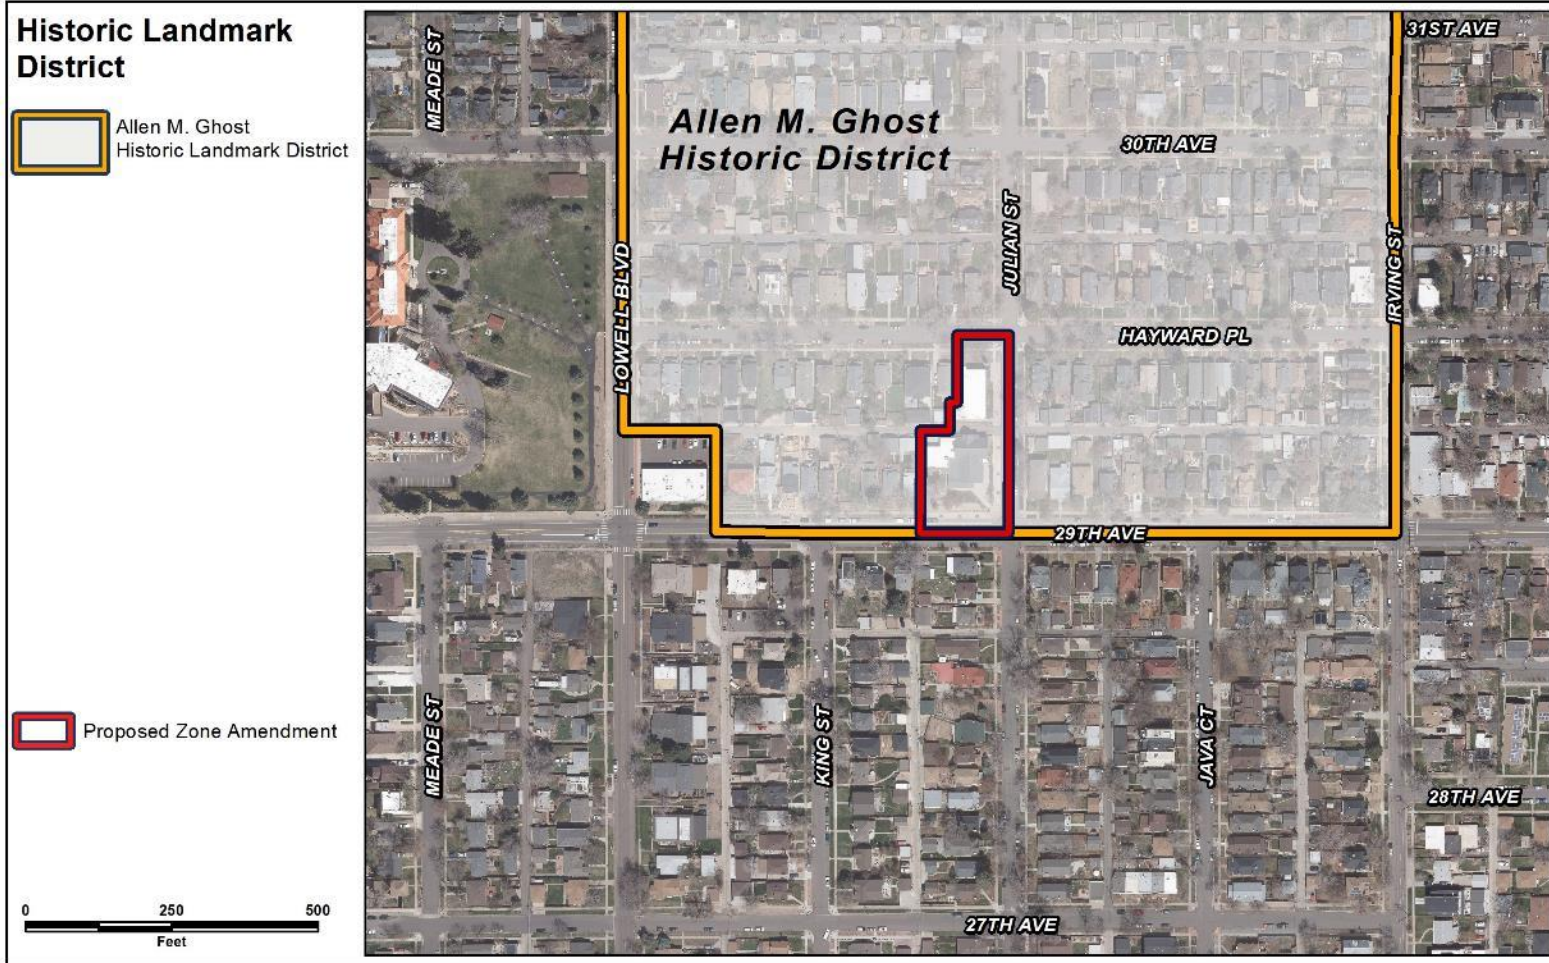 Historic Landmark
District
Allen M. Ghost
Historic Landmark District
Proposed Zone Amendment
0 250 500
Feet
MEADE ST
31ST AVE
Allen M. Ghost
Historic District
30TH AVE
JULIAN ST
LOWELL BLVD
IRVING ST
HAYWARD PL
29TH AVE
MEADE ST
KING ST
JAVA CT
28TH AVE
27TH AVE